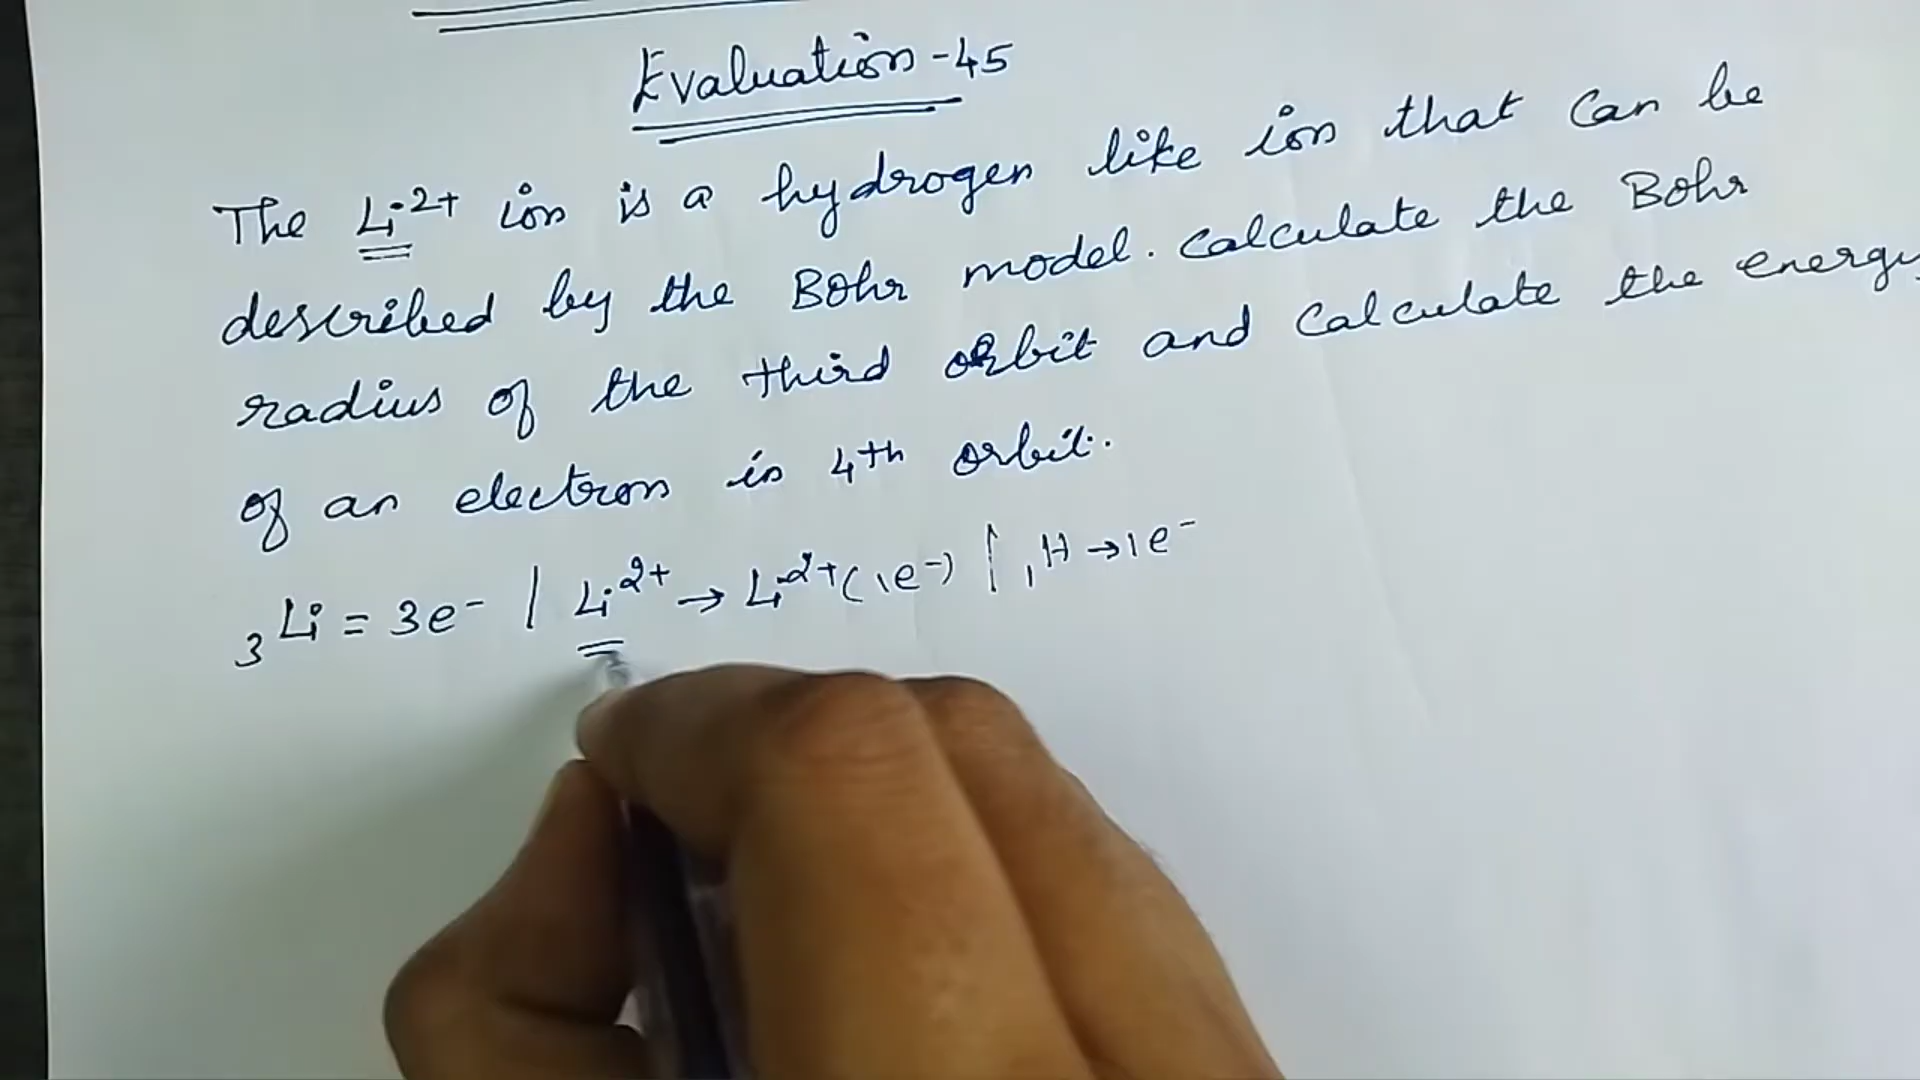 Evaluation-45
The Li²⁺ ion is a hydrogen like ion that can be
described by the Bohr model. calculate the Bohr
radius of the third orbit and calculate the energy
of an electron in 4ᵗʰ orbit.
₃Li = 3e⁻ | Li²⁺ → Li²⁺(1e⁻) | ₁H → 1e⁻